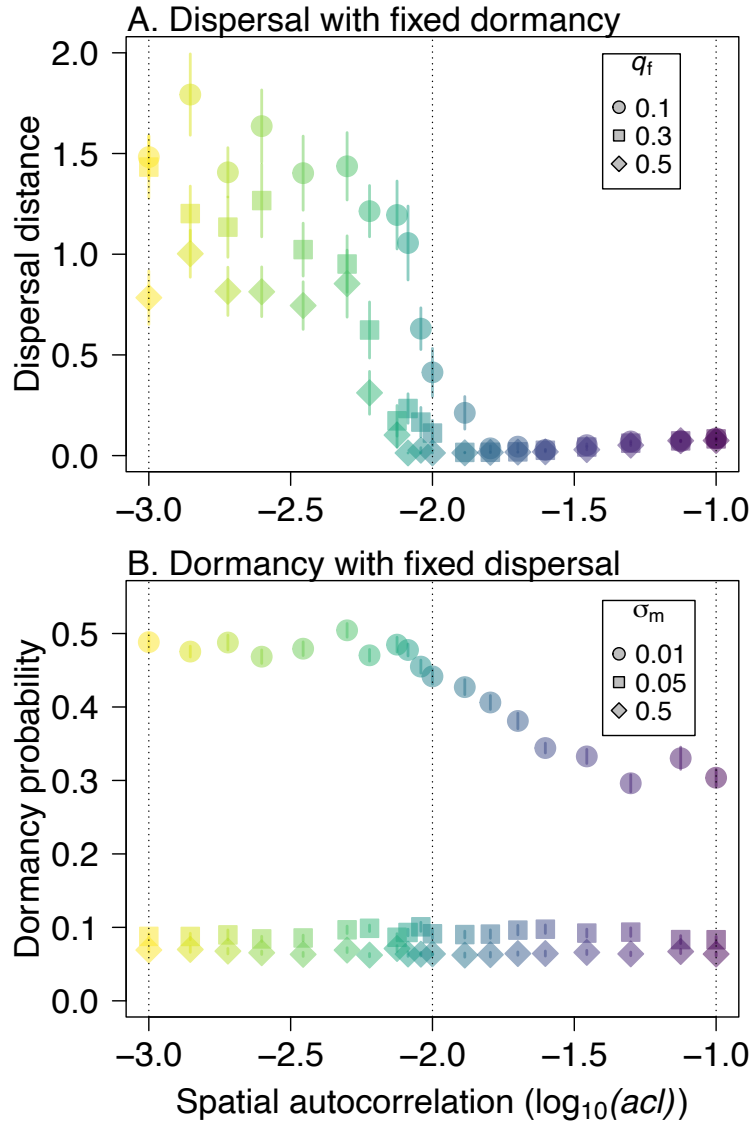 A. Dispersal with fixed dormancy
2.0
1.5
1.0
0.5
0.0
Dispersal distance
qf
0.1
0.3
0.5
−3.0 −2.5 −2.0 −1.5 −1.0
B. Dormancy with fixed dispersal
0.5
0.4
0.3
0.2
0.1
0.0
Dormancy probability
σm
0.01
0.05
0.5
−3.0 −2.5 −2.0 −1.5 −1.0
Spatial autocorrelation (log10(acl))